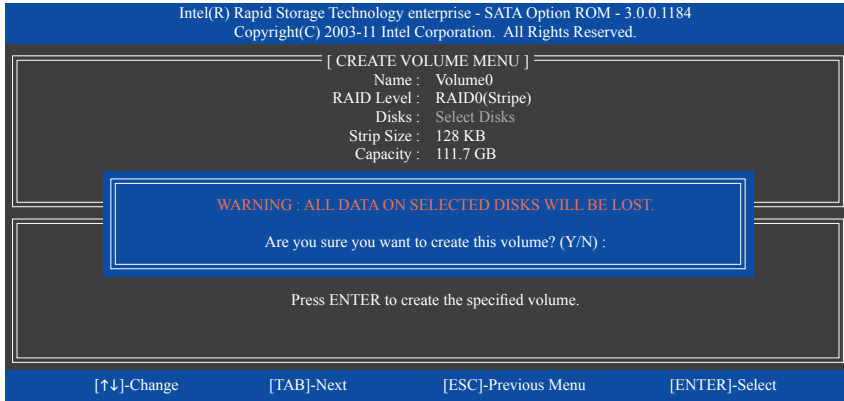 Intel(R) Rapid Storage Technology enterprise - SATA Option ROM - 3.0.0.1184
Copyright(C) 2003-11 Intel Corporation. All Rights Reserved.
[ CREATE VOLUME MENU ]
Name : Volume0
RAID Level : RAID0(Stripe)
Disks : Select Disks
Strip Size : 128 KB
Capacity : 111.7 GB
WARNING : ALL DATA ON SELECTED DISKS WILL BE LOST.
Are you sure you want to create this volume? (Y/N) :
Press ENTER to create the specified volume.
[↑↓]-Change [TAB]-Next [ESC]-Previous Menu [ENTER]-Select